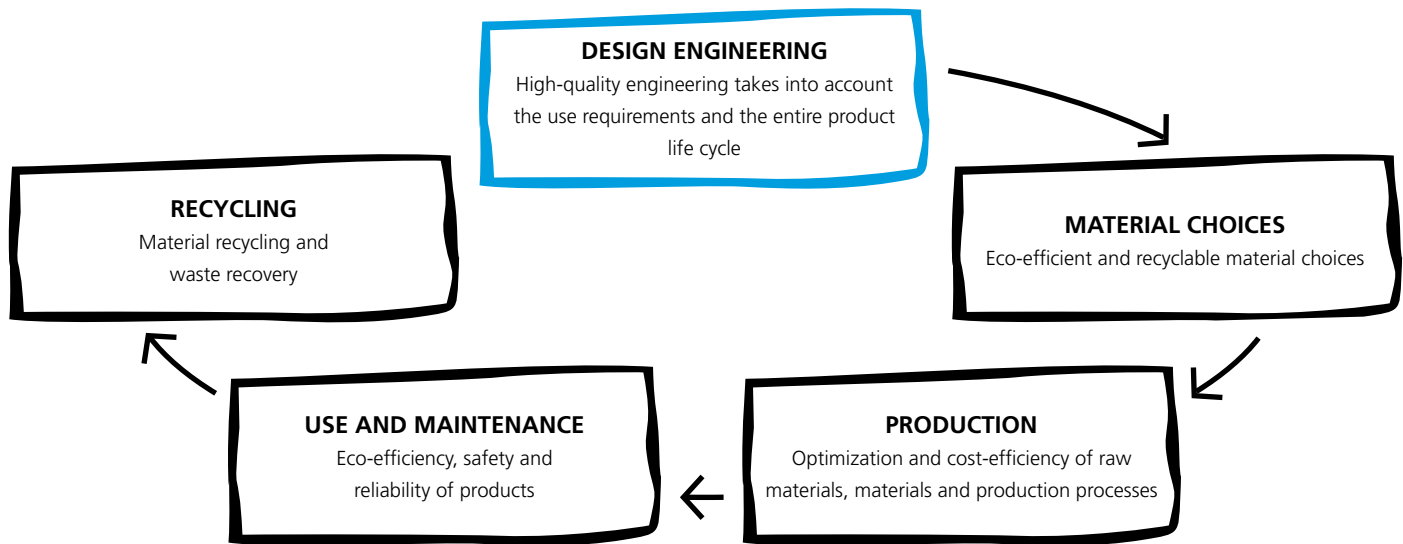 DESIGN ENGINEERING
High-quality engineering takes into account
the use requirements and the entire product
life cycle
MATERIAL CHOICES
Eco-efficient and recyclable material choices
PRODUCTION
Optimization and cost-efficiency of raw
materials, materials and production processes
USE AND MAINTENANCE
Eco-efficiency, safety and
reliability of products
RECYCLING
Material recycling and
waste recovery